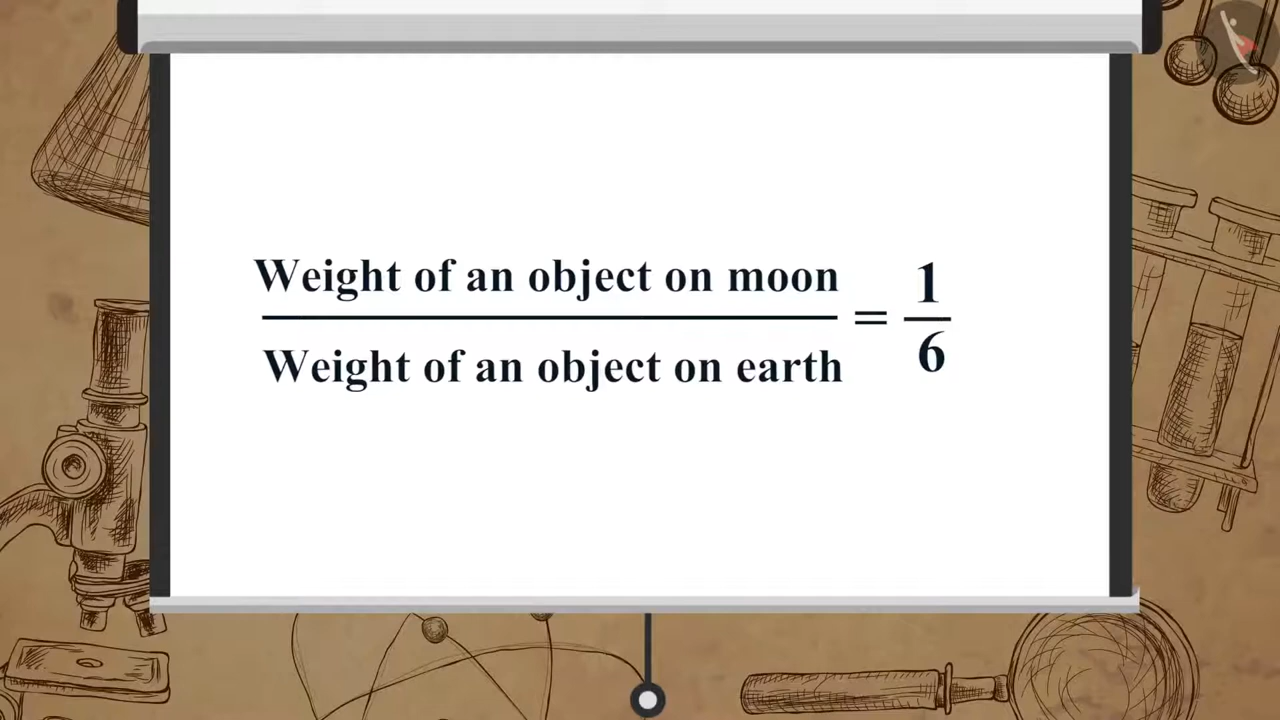 Weight of an object on moon
Weight of an object on earth
=
1
6